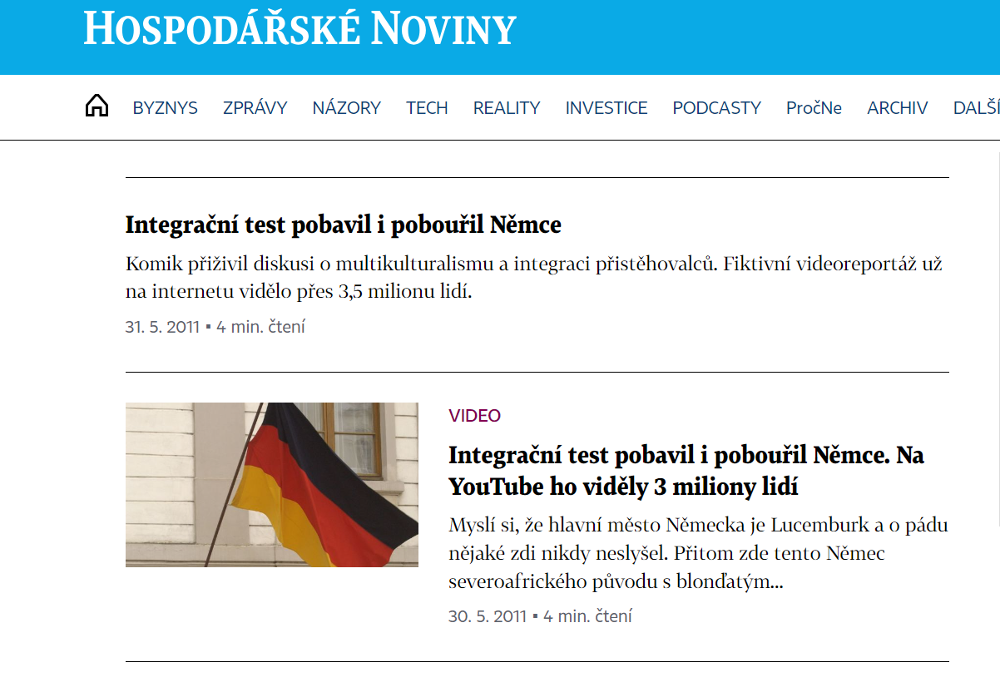 HOSPODÁŘSKÉ NOVINY
BYZNYS ZPRÁVY NÁZORY TECH REALITY INVESTICE PODCASTY PročNe ARCHIV DALŠÍ
Integrační test pobavil i pobouřil Němce
Komik přiživil diskusi o multikulturalismu a integraci přistěhovalců. Fiktivní videoreportáž už
na internetu vidělo přes 3,5 milionu lidí.
31. 5. 2011 ▪ 4 min. čtení
VIDEO
Integrační test pobavil i pobouřil Němce. Na
YouTube ho viděly 3 miliony lidí
Myslí si, že hlavní město Německa je Lucemburk a o pádu
nějaké zdi nikdy neslyšel. Přitom zde tento Němec
severoafrického původu s blonďatým...
30. 5. 2011 ▪ 4 min. čtení